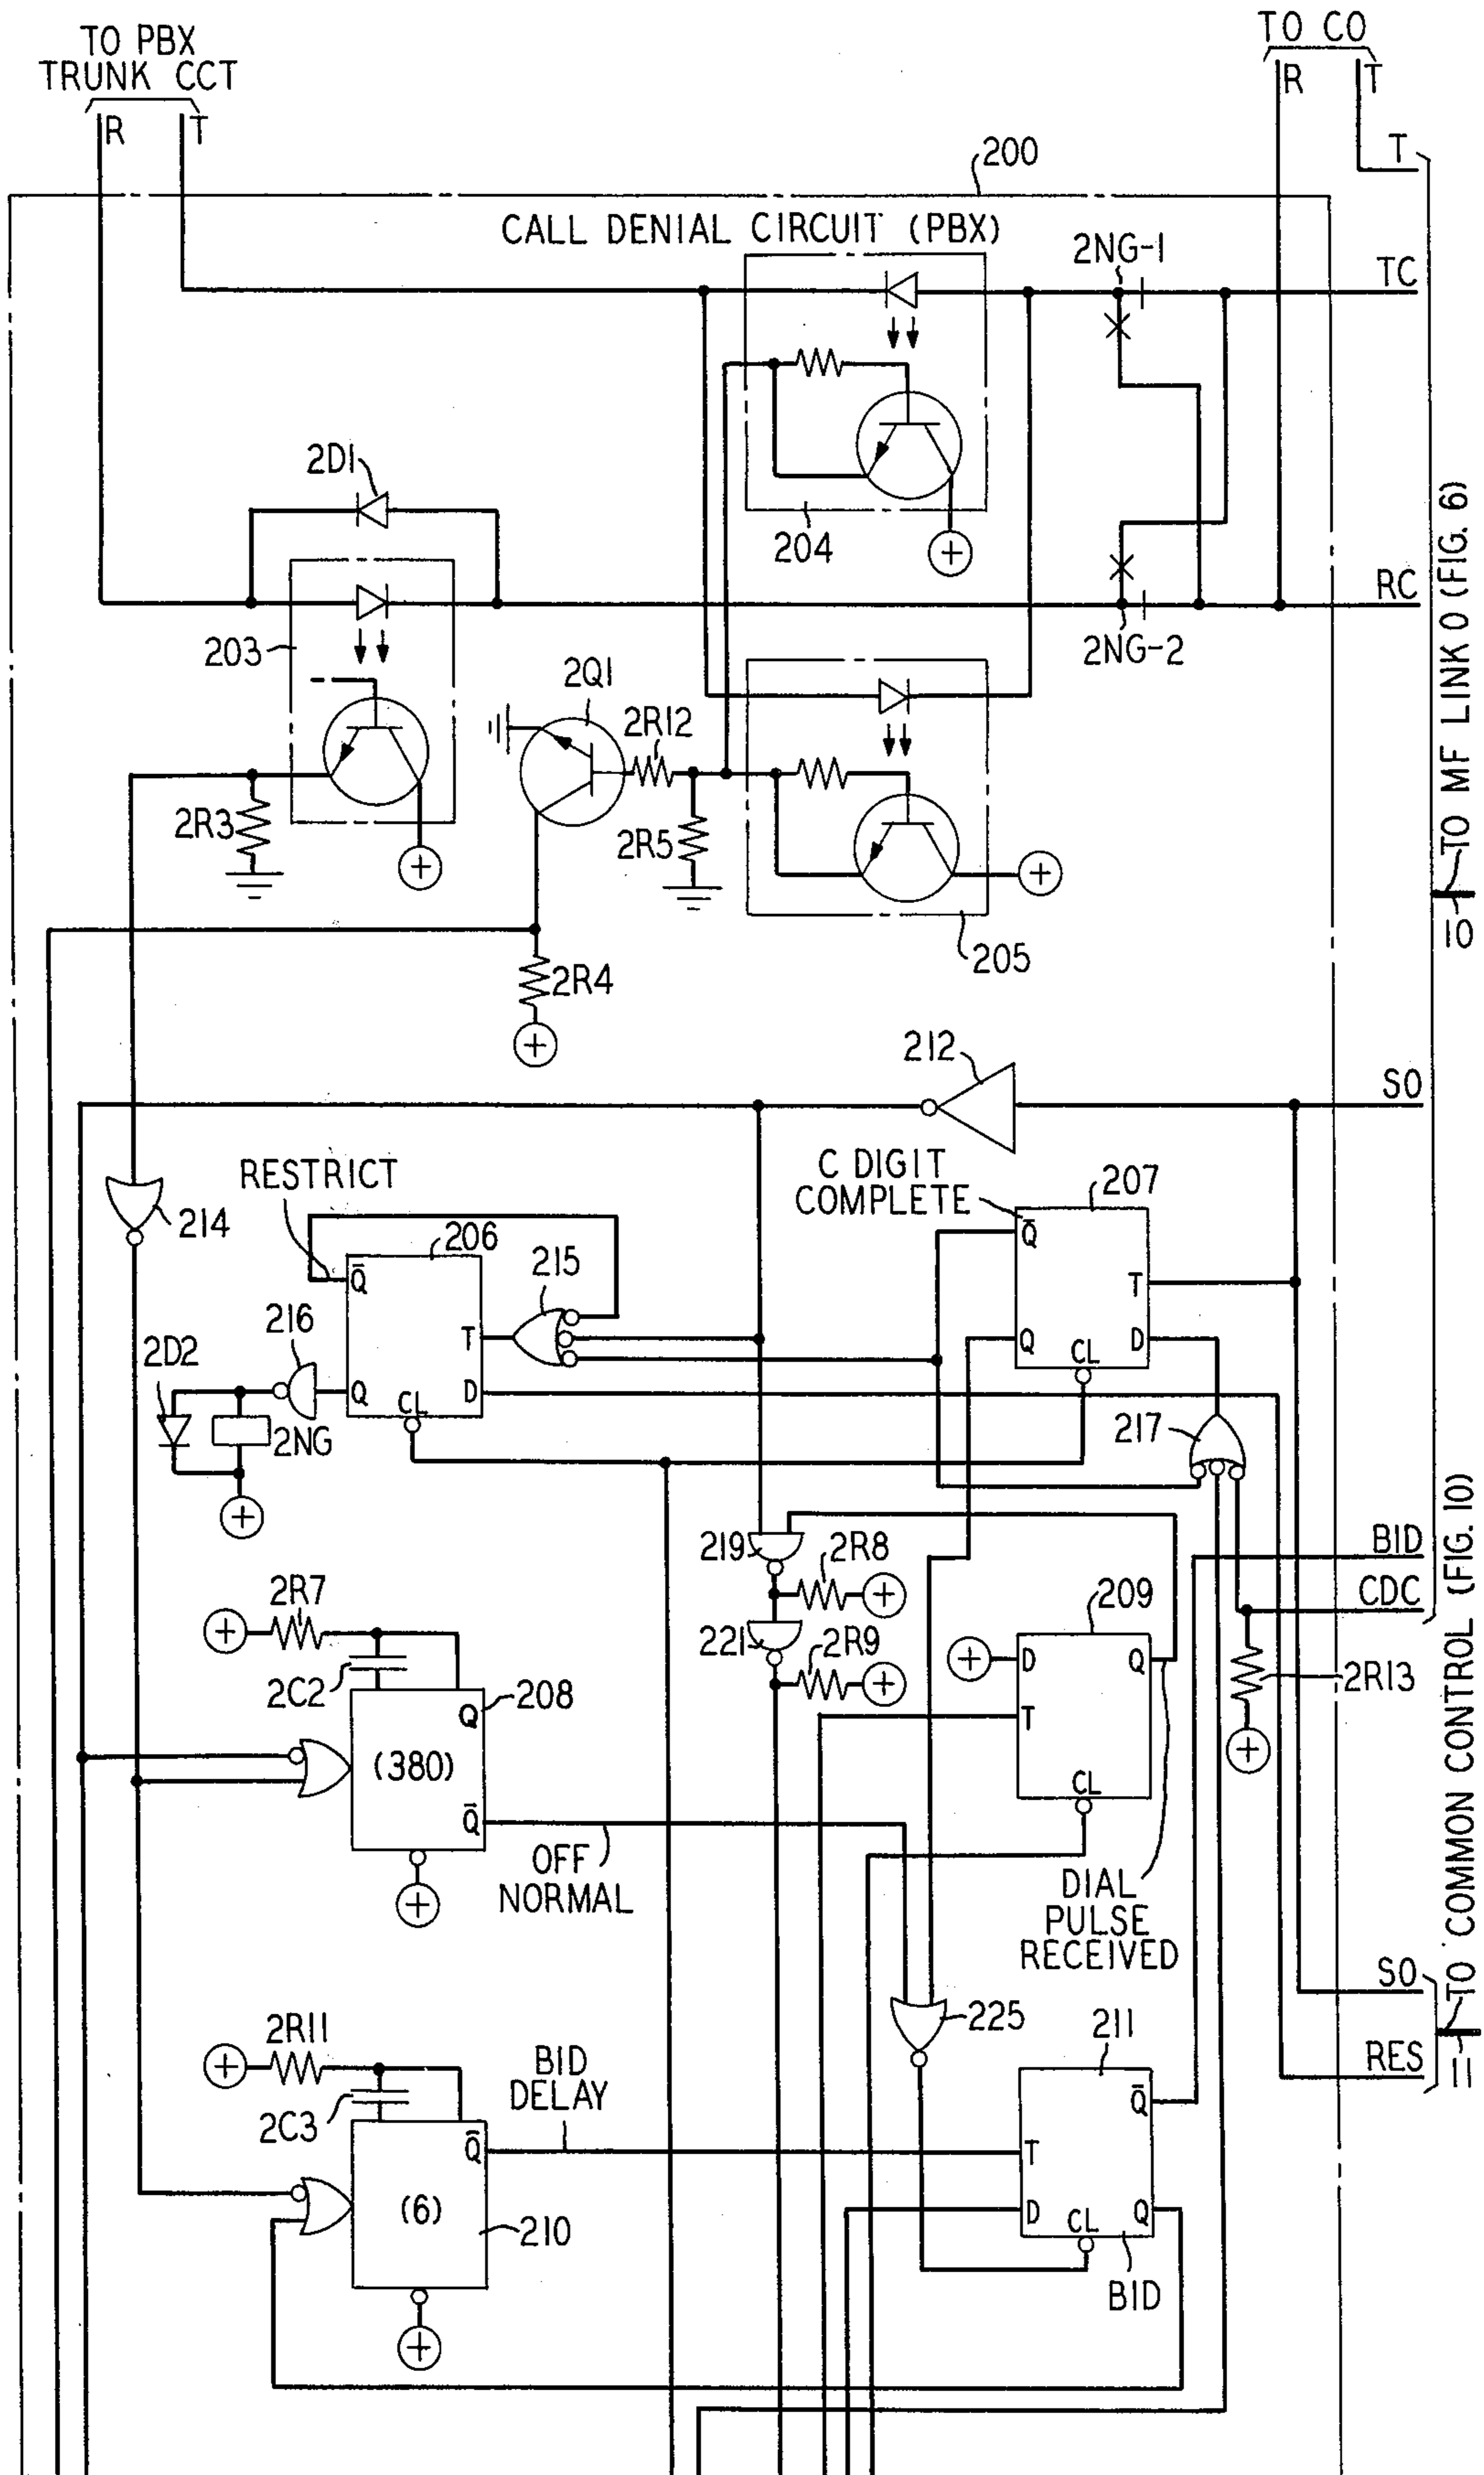 TO PBX
TRUNK CCT
R
T
TO CO
R
T
T
200
CALL DENIAL CIRCUIT (PBX)
2NG-1
TC
2D1
204
RC
203
2NG-2
2Q1
2R12
2R3
2R5
205
2R4
TO MF LINK 0 (FIG. 6)
10
212
S0
RESTRICT
C DIGIT
COMPLETE
207
214
206
215
Q̅
Q̅
216
T
T
2D2
Q
Q
D
CL
D
CL
2NG
217
219
2R8
BID
2R7
209
CDC
221
2R9
D
Q
2C2
208
2R13
Q
T
(380)
CL
Q̅
OFF
NORMAL
DIAL
PULSE
RECEIVED
S0
225
2R11
211
BID
DELAY
RES
2C3
Q̅
Q̅
T
(6)
D
Q
CL
210
BID
TO COMMON CONTROL (FIG. 10)
11